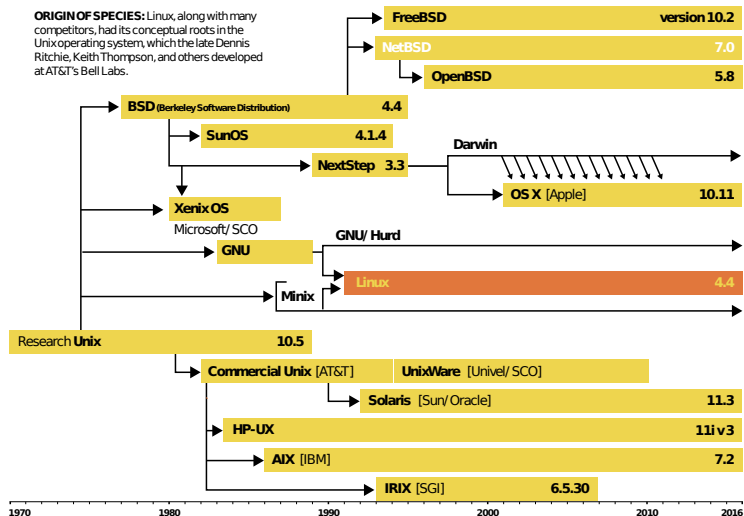 ORIGIN OF SPECIES: Linux, along with many
competitors, had its conceptual roots in the
Unix operating system, which the late Dennis
Ritchie, Keith Thompson, and others developed
at AT&T's Bell Labs.
FreeBSD version 10.2
NetBSD 7.0
OpenBSD 5.8
BSD (Berkeley Software Distribution) 4.4
SunOS 4.1.4
Darwin
NextStep 3.3
OS X [Apple] 10.11
Xenix OS
Microsoft/SCO
GNU/Hurd
GNU
Linux 4.4
Minix
Research Unix 10.5
Commercial Unix [AT&T] UnixWare [Univel/SCO]
Solaris [Sun/Oracle] 11.3
HP-UX 11i v3
AIX [IBM] 7.2
IRIX [SGI] 6.5.30
1970 1980 1990 2000 2010 2016